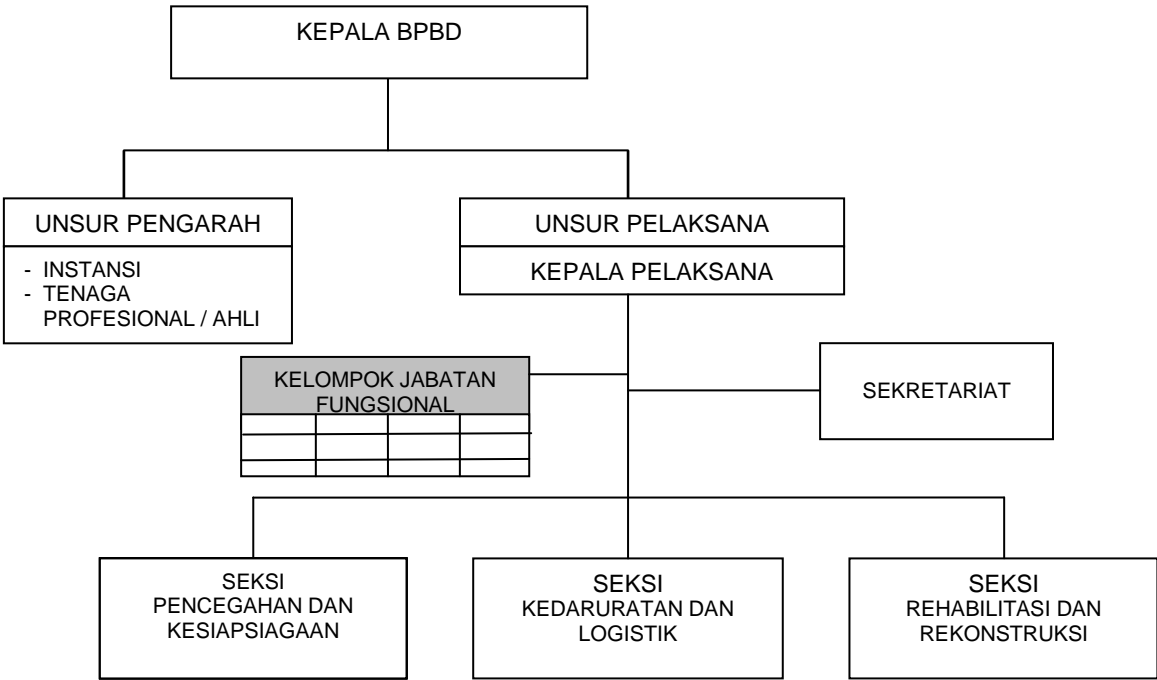 KEPALA BPBD
UNSUR PENGARAH
- INSTANSI
- TENAGA
PROFESIONAL / AHLI
UNSUR PELAKSANA
KEPALA PELAKSANA
KELOMPOK JABATAN
FUNGSIONAL
SEKRETARIAT
SEKSI
PENCEGAHAN DAN
KESIAPSIAGAAN
SEKSI
KEDARURATAN DAN
LOGISTIK
SEKSI
REHABILITASI DAN
REKONSTRUKSI